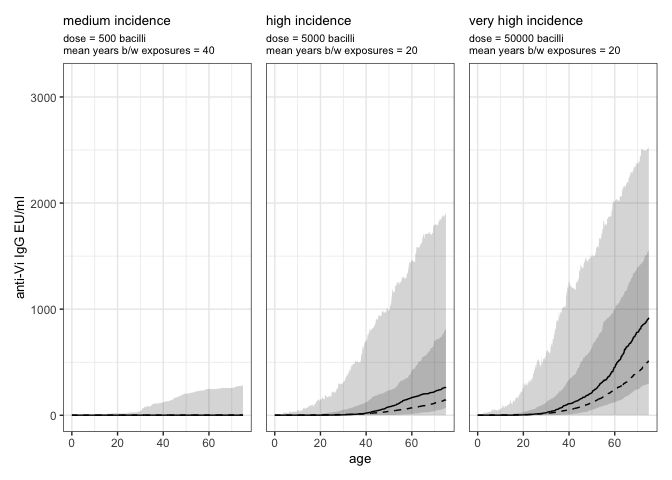 medium incidence
dose = 500 bacilli
mean years b/w exposures = 40
high incidence
dose = 5000 bacilli
mean years b/w exposures = 20
very high incidence
dose = 50000 bacilli
mean years b/w exposures = 20
anti-Vi IgG EU/ml
3000
2000
1000
0
0 20 40 60
0 20 40 60
0 20 40 60
age